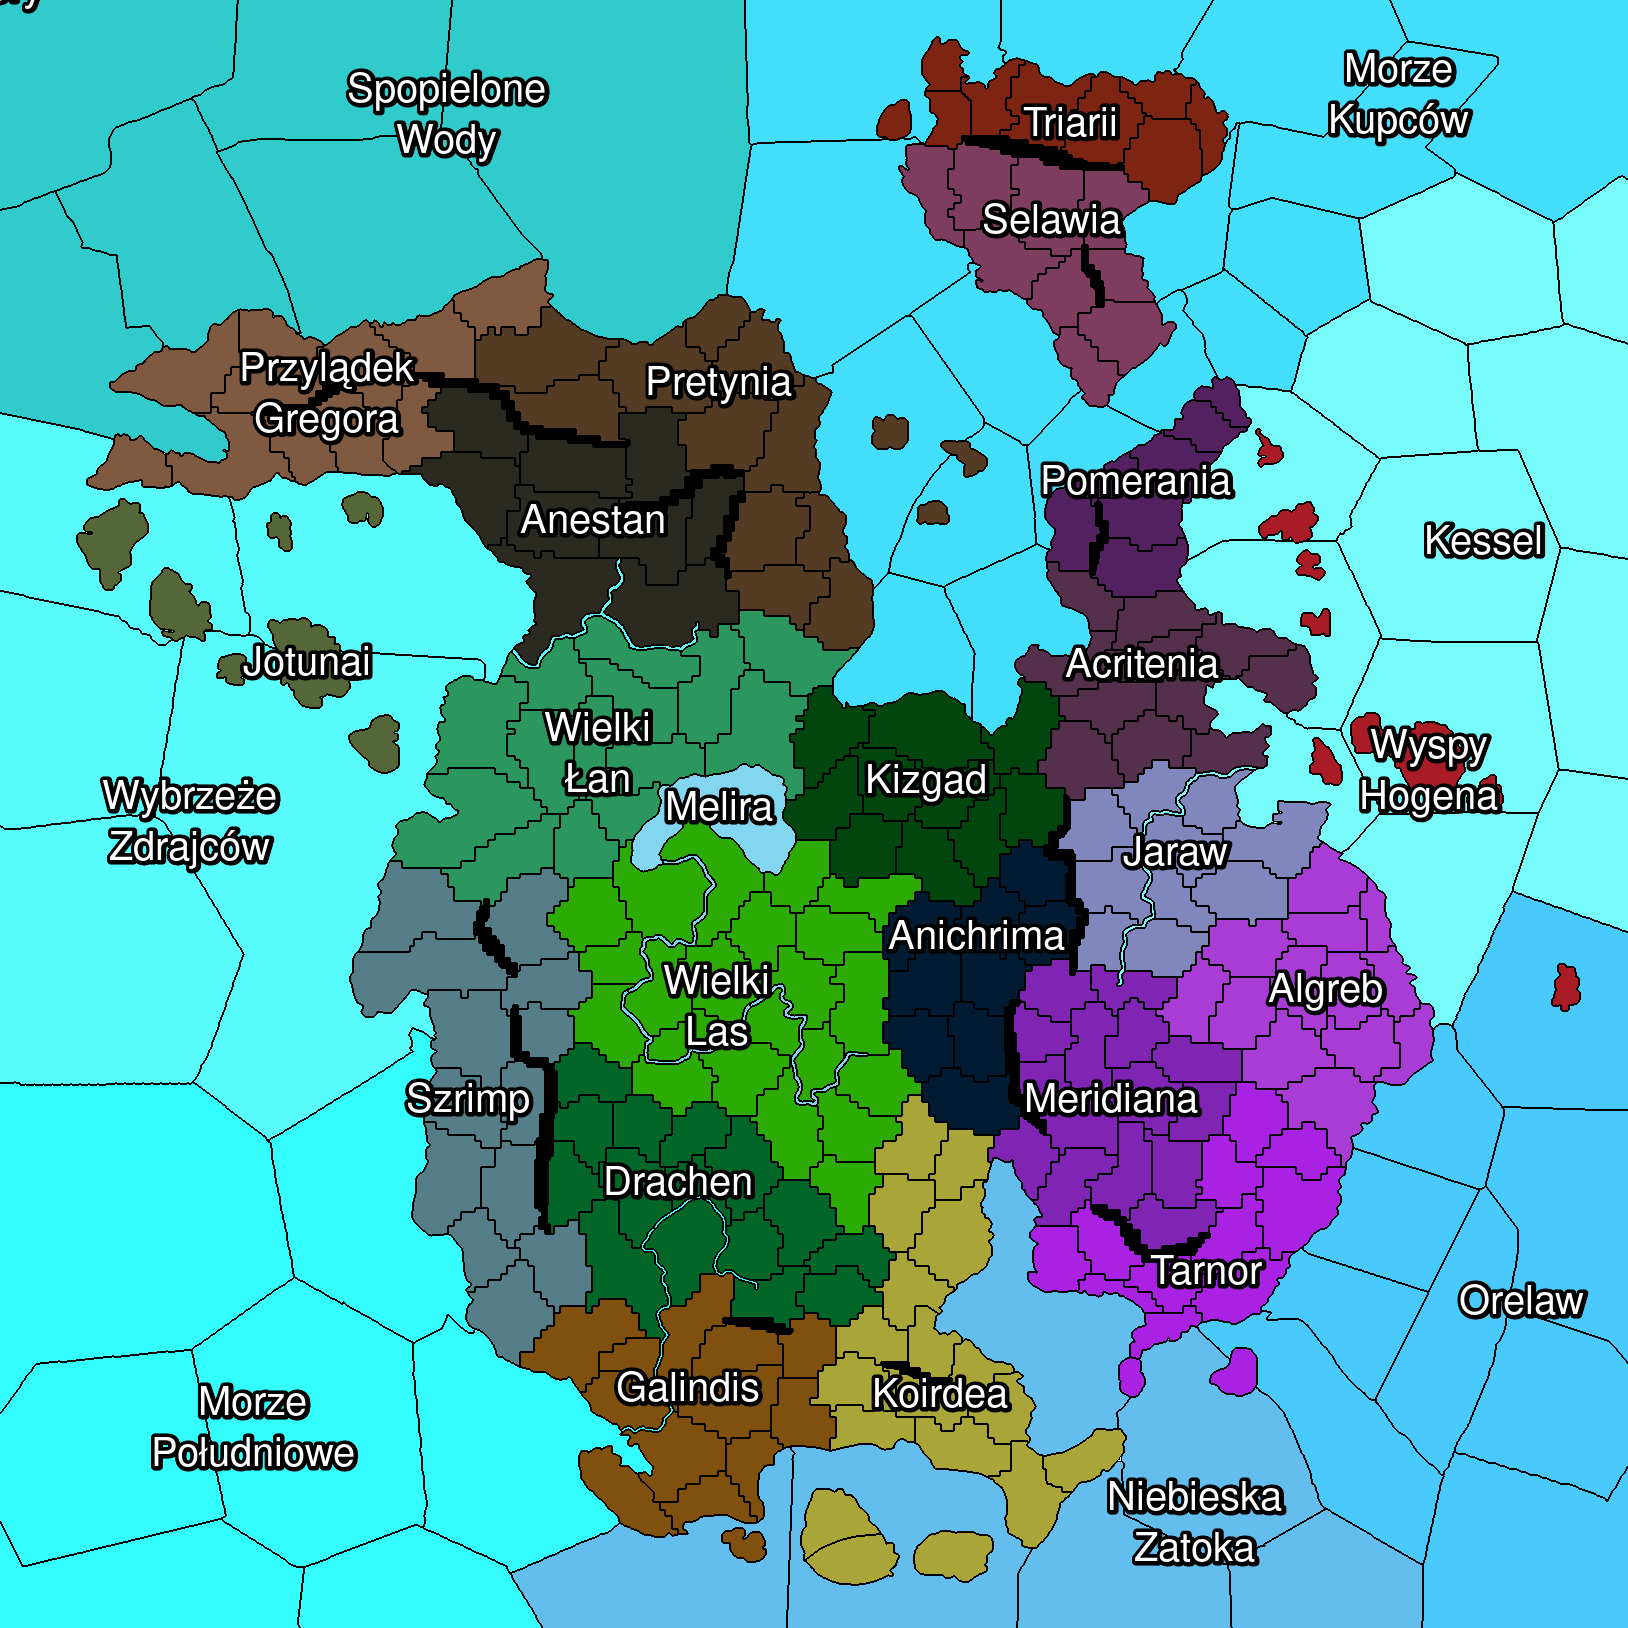 Spopielone
Wody
Morze
Kupców
Triarii
Selawia
Przylądek
Gregora
Pretynia
Pomerania
Anestan
Kessel
Jotunai
Acritenia
Wielki
Łan
Kizgad
Melira
Wyspy
Hogena
Wybrzeże
Zdrajców
Jaraw
Anichrima
Wielki
Las
Algreb
Szrimp
Meridiana
Drachen
Tarnor
Orelaw
Galindis
Koirdea
Morze
Południowe
Niebieska
Zatoka